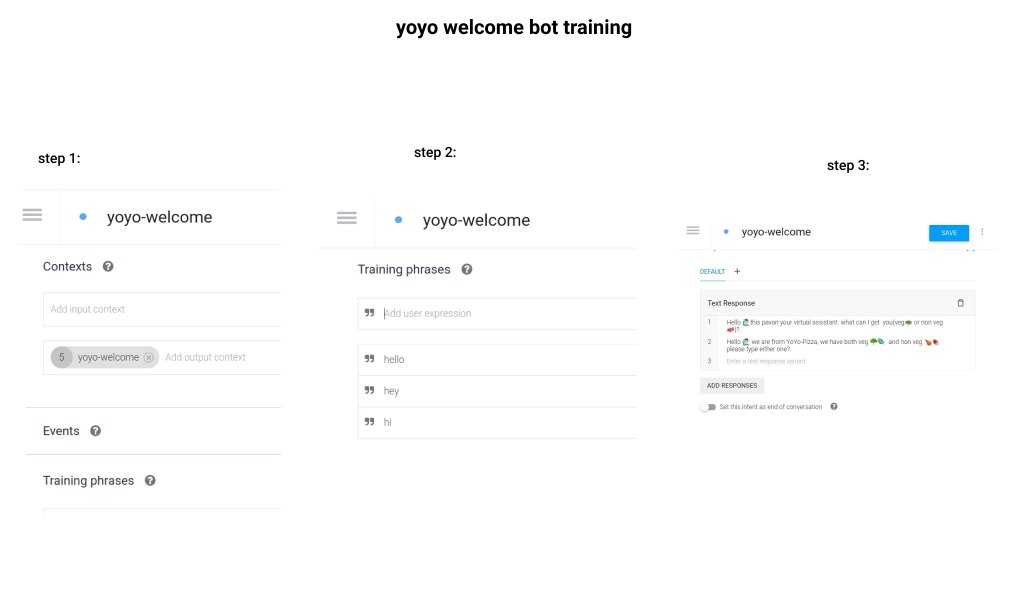 yoyo welcome bot training
step 1:
yoyo-welcome
Contexts
Add input context
5 yoyo-welcome Add output context
Events
Training phrases
step 2:
yoyo-welcome
Training phrases
Add user expression
hello
hey
hi
step 3:
yoyo-welcome
SAVE
DEFAULT +
Text Response
1 Hello 🙋🏻‍♂️ this pavan your virtual assistant. what can I get you(veg🥗 or non veg
🥩)?
2 Hello 🙋🏻‍♂️ we are from YoYo-Pizza, we have both veg 🥦🥬 and non veg 🍗🍖
please type erther one?.
3 Enter a text response variant
ADD RESPONSES
Set this intent as end of conversation